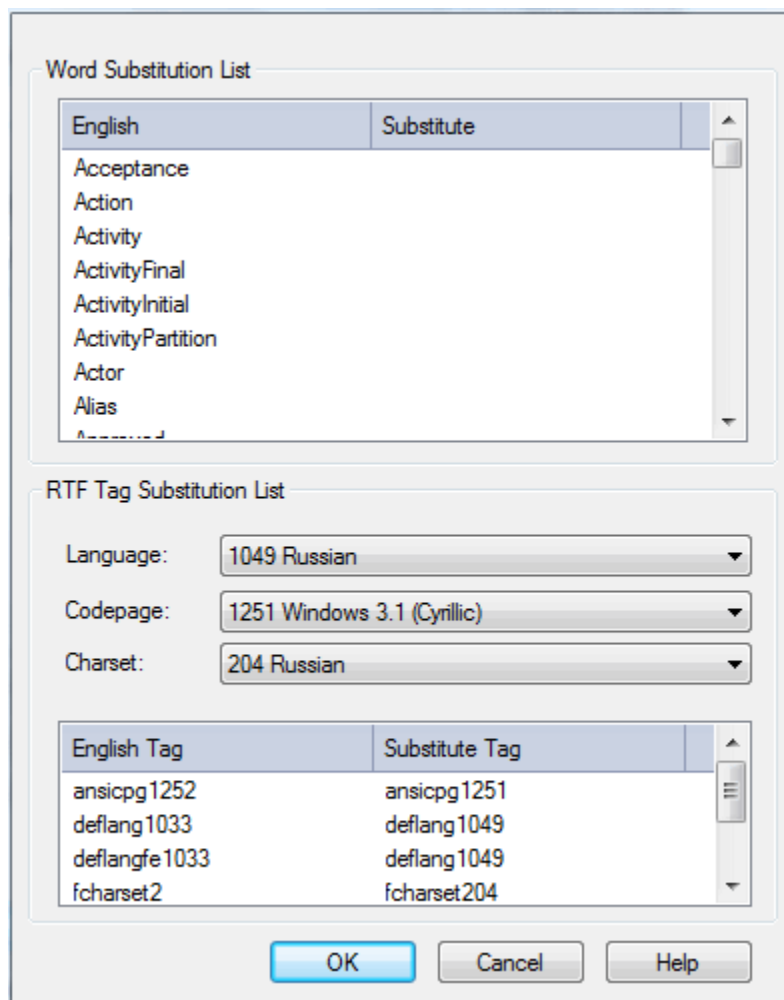 Word Substitution List
English Substitute
Acceptance
Action
Activity
ActivityFinal
ActivityInitial
ActivityPartition
Actor
Alias
RTF Tag Substitution List
Language: 1049 Russian
Codepage: 1251 Windows 3.1 (Cyrillic)
Charset: 204 Russian
English Tag Substitute Tag
ansicpg1252 ansicpg1251
deflang1033 deflang1049
deflangfe1033 deflang1049
fcharset2 fcharset204
OK Cancel Help